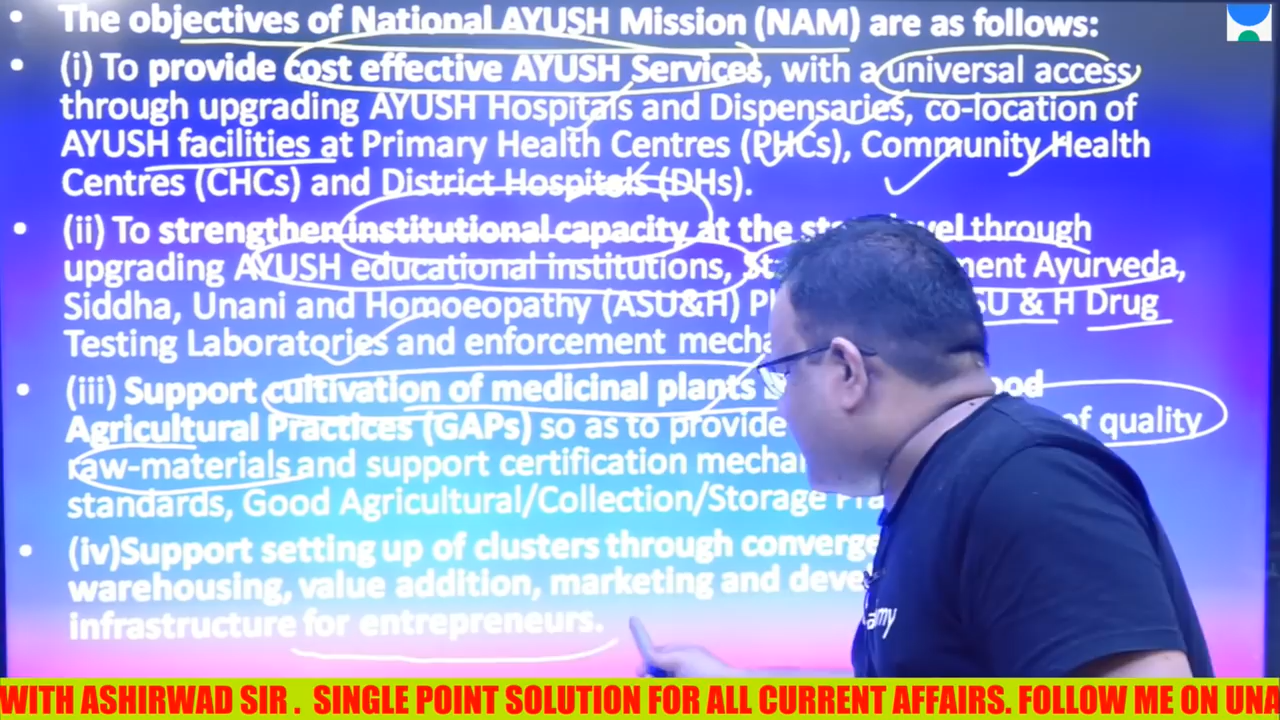 The objectives of National AYUSH Mission (NAM) are as follows:
(i) To provide cost effective AYUSH Services, with a universal access
through upgrading AYUSH Hospitals and Dispensaries, co-location of
AYUSH facilities at Primary Health Centres (PHCs), Community Health
Centres (CHCs) and District Hospitals (DHs).
(ii) To strengthen institutional capacity at the through
upgrading AYUSH educational institutions, Ayurveda,
Siddha, Unani and Homoeopathy (ASU&H) & H Drug
Testing Laboratories and enforcement
(iii) Support cultivation of medicinal plants
Agricultural Practices (GAPs) so as to provide of quality
raw-materials and support certification
standards, Good Agricultural/Collection/Storage
(iv)Support setting up of clusters through
warehousing, value addition, marketing and
infrastructure for entrepreneurs.
WITH ASHIRWAD SIR . SINGLE POINT SOLUTION FOR ALL CURRENT AFFAIRS. FOLLOW ME ON UNA